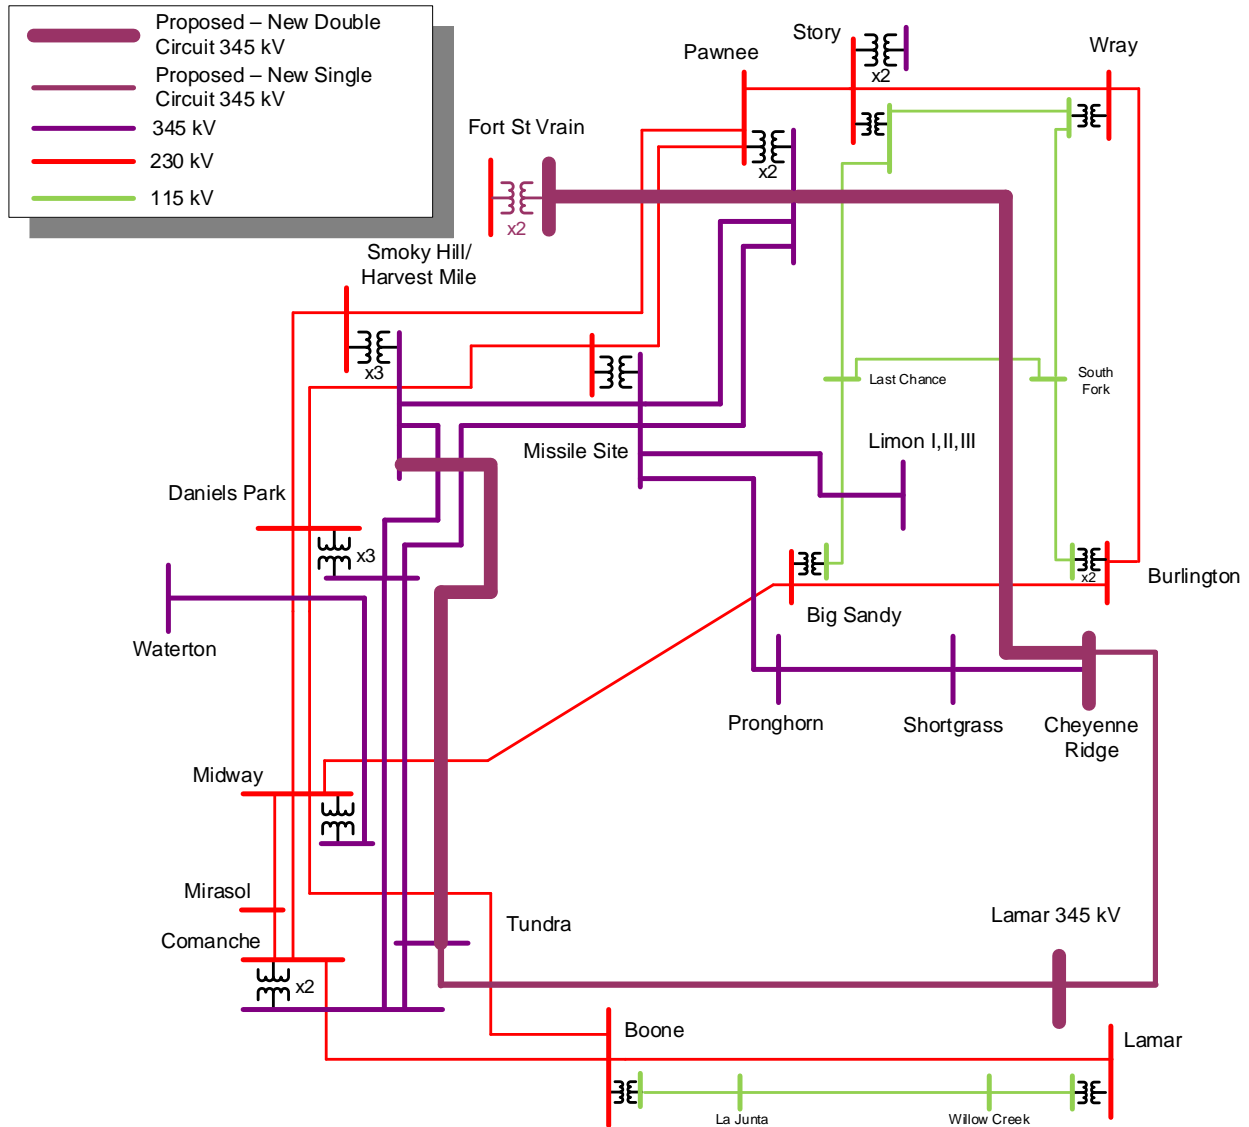 Proposed – New Double
Circuit 345 kV
Proposed – New Single
Circuit 345 kV
345 kV
230 kV
115 kV
Story
Pawnee
Wray
x2
Fort St Vrain
x2
x2
Smoky Hill/
Harvest Mile
x3
Last Chance
South
Fork
Missile Site
Limon I,II,III
Daniels Park
x3
x2
Burlington
Big Sandy
Waterton
Pronghorn
Shortgrass
Cheyenne
Ridge
Midway
Mirasol
Tundra
Lamar 345 kV
Comanche
x2
Boone
Lamar
La Junta
Willow Creek